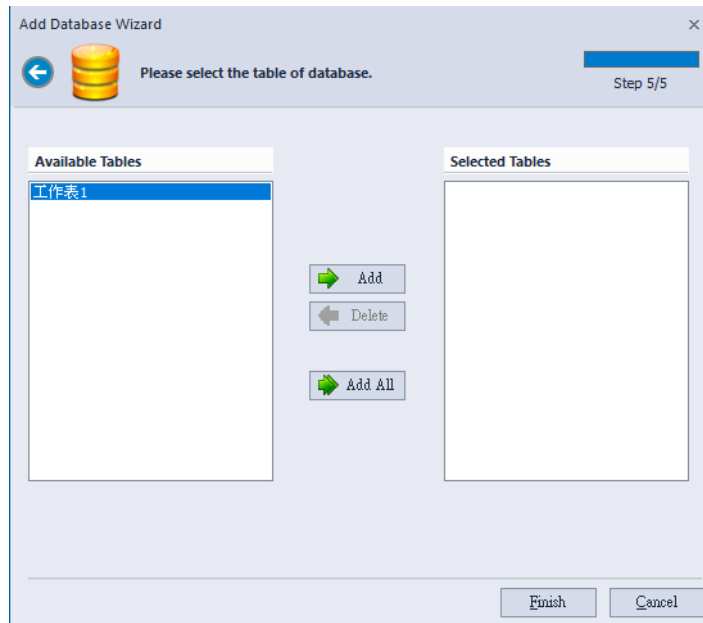 Add Database Wizard
Please select the table of database.
Step 5/5
Available Tables
Selected Tables
工作表1
Add
Delete
Add All
Finish
Cancel